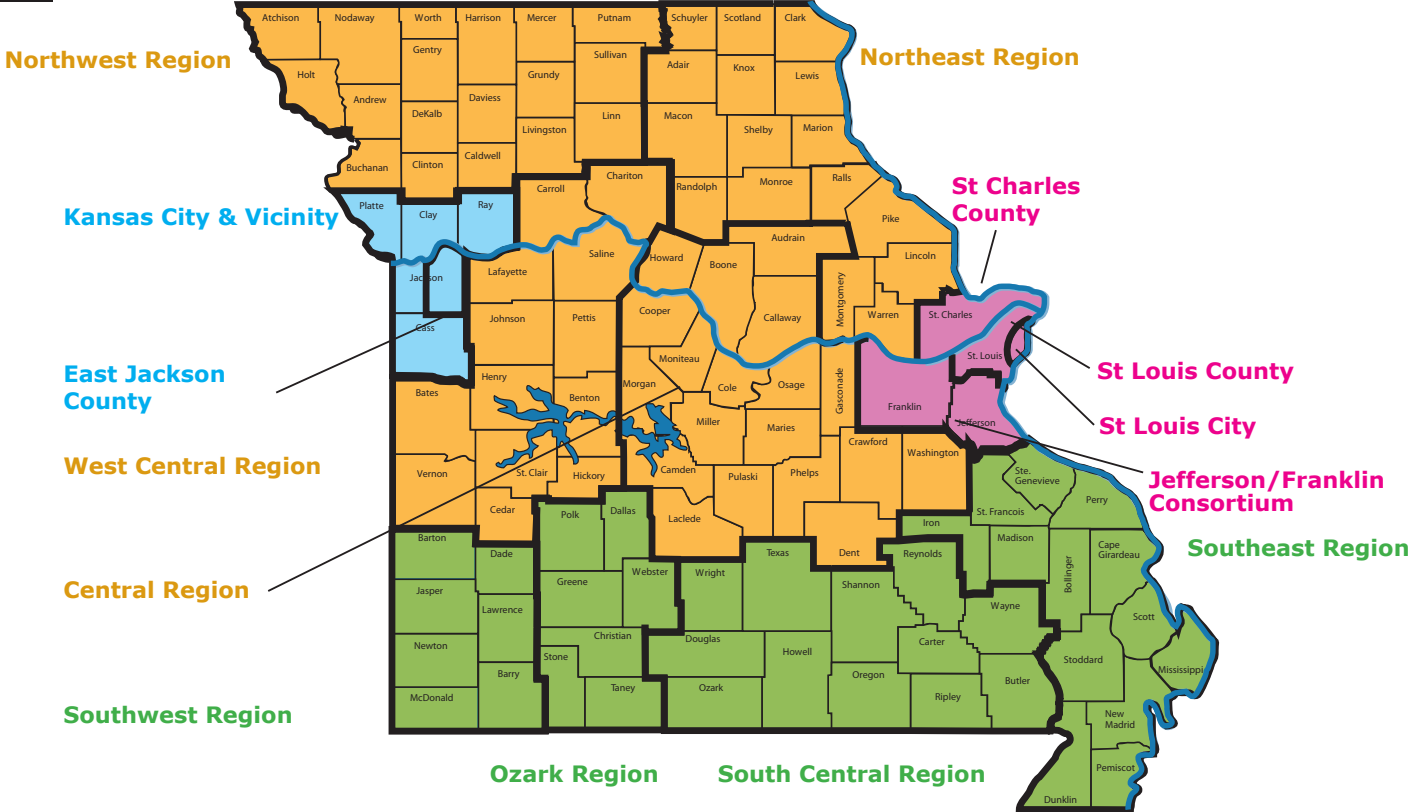 Atchison
Nodaway
Worth
Harrison
Mercer
Putnam
Schuyler
Scotland
Clark
Northwest Region
Northeast Region
Gentry
Sullivan
Adair
Knox
Lewis
Holt
Grundy
Andrew
Daviess
DeKalb
Linn
Macon
Livingston
Shelby
Marion
Buchanan
Clinton
Caldwell
Carroll
Chariton
Randolph
Monroe
Ralls
St Charles
County
Kansas City & Vicinity
Platte
Clay
Ray
Pike
Audrain
Lincoln
Saline
Howard
Boone
Lafayette
Jackson
Montgomery
Cooper
Callaway
Warren
St. Charles
Johnson
Pettis
Cass
Moniteau
St. Louis
St Louis County
East Jackson
County
Henry
Morgan
Cole
Osage
Gasconade
Bates
Benton
Franklin
St Louis City
Miller
Maries
Jefferson
Crawford
Washington
West Central Region
Vernon
St. Clair
Hickory
Camden
Pulaski
Phelps
Ste.
Genevieve
Jefferson/Franklin
Consortium
Perry
Cedar
Polk
Dallas
Laclede
Iron
St. Francois
Barton
Dade
Texas
Dent
Reynolds
Madison
Bollinger
Cape
Girardeau
Southeast Region
Central Region
Jasper
Greene
Webster
Wright
Shannon
Lawrence
Wayne
Scott
Newton
Christian
Douglas
Howell
Carter
Stone
Stoddard
Mississippi
Barry
Oregon
McDonald
Taney
Ozark
Ripley
Butler
Southwest Region
New
Madrid
Ozark Region
South Central Region
Pemiscot
Dunklin